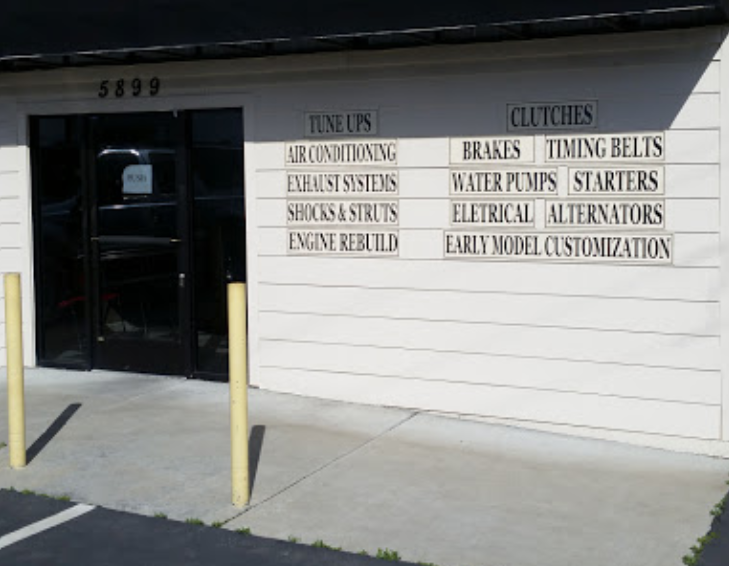 5899
TUNE UPS
AIR CONDITIONING
EXHAUST SYSTEMS
SHOCKS & STRUTS
ENGINE REBUILD
CLUTCHES
BRAKES TIMING BELTS
WATER PUMPS STARTERS
ELETRICAL ALTERNATORS
EARLY MODEL CUSTOMIZATION